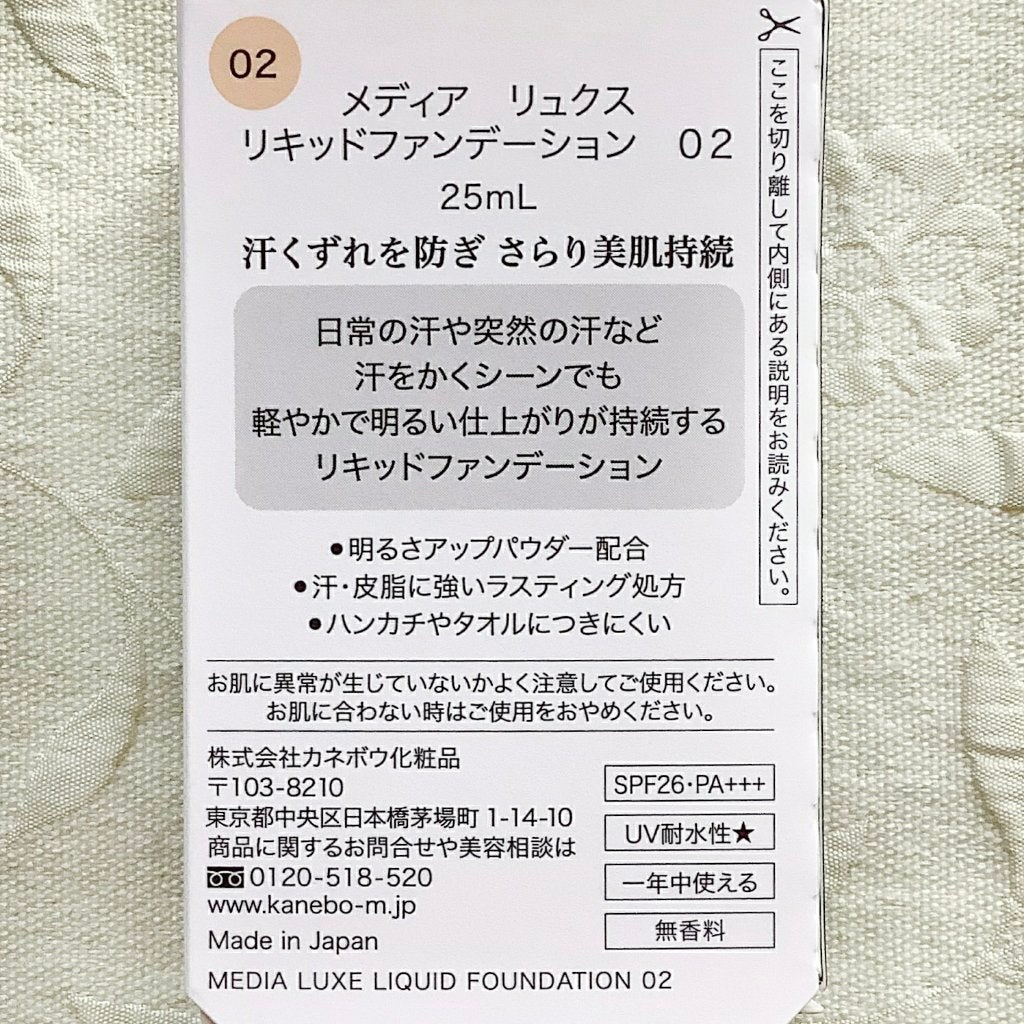 02
メディア　リュクス
リキッドファンデーション　０２
25mL
汗くずれを防ぎ さらり美肌持続
日常の汗や突然の汗など
汗をかくシーンでも
軽やかで明るい仕上がりが持続する
リキッドファンデーション
●明るさアップパウダー配合
●汗・皮脂に強いラスティング処方
●ハンカチやタオルにつきにくい
お肌に異常が生じていないかよく注意してご使用ください。
お肌に合わない時はご使用をおやめください。
株式会社カネボウ化粧品
〒103-8210
東京都中央区日本橋茅場町 1-14-10
商品に関するお問合せや美容相談は
0120-518-520
www.kanebo-m.jp
Made in Japan
MEDIA LUXE LIQUID FOUNDATION 02
SPF26・PA+++
UV耐水性★
一年中使える
無香料
ここを切り離して内側にある説明をお読みください。